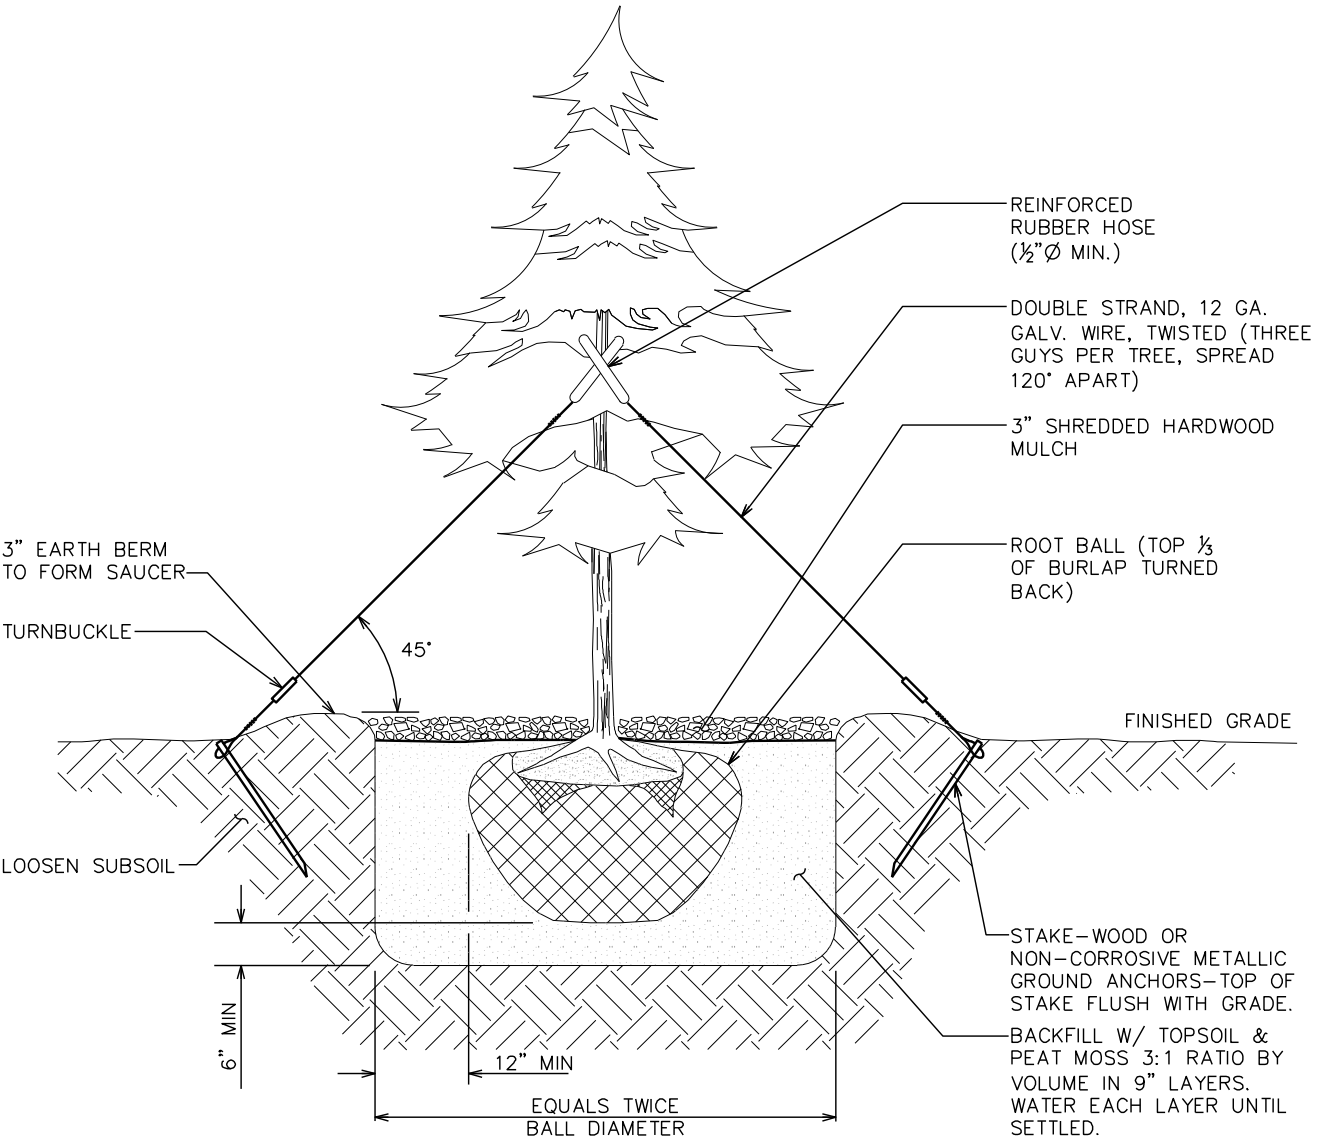 REINFORCED
RUBBER HOSE
(½"Ø MIN.)
DOUBLE STRAND, 12 GA.
GALV. WIRE, TWISTED (THREE
GUYS PER TREE, SPREAD
120° APART)
3" SHREDDED HARDWOOD
MULCH
ROOT BALL (TOP ⅓
OF BURLAP TURNED
BACK)
3" EARTH BERM
TO FORM SAUCER
TURNBUCKLE
45°
FINISHED GRADE
LOOSEN SUBSOIL
STAKE-WOOD OR
NON-CORROSIVE METALLIC
GROUND ANCHORS-TOP OF
STAKE FLUSH WITH GRADE.
BACKFILL W/ TOPSOIL &
PEAT MOSS 3:1 RATIO BY
VOLUME IN 9" LAYERS.
WATER EACH LAYER UNTIL
SETTLED.
6" MIN
12" MIN
EQUALS TWICE
BALL DIAMETER